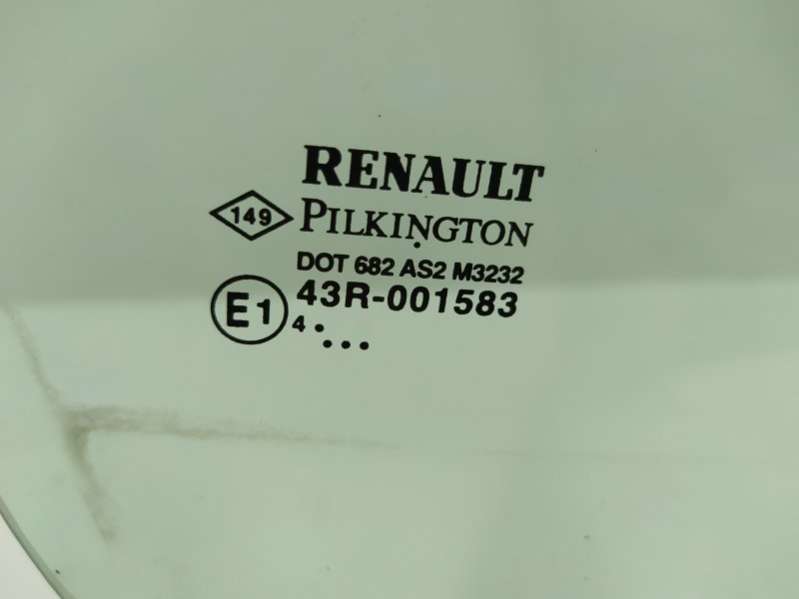 RENAULT
149 PILKINGTON
DOT 682 AS2 M3232
E1 43R-001583
4 • •••